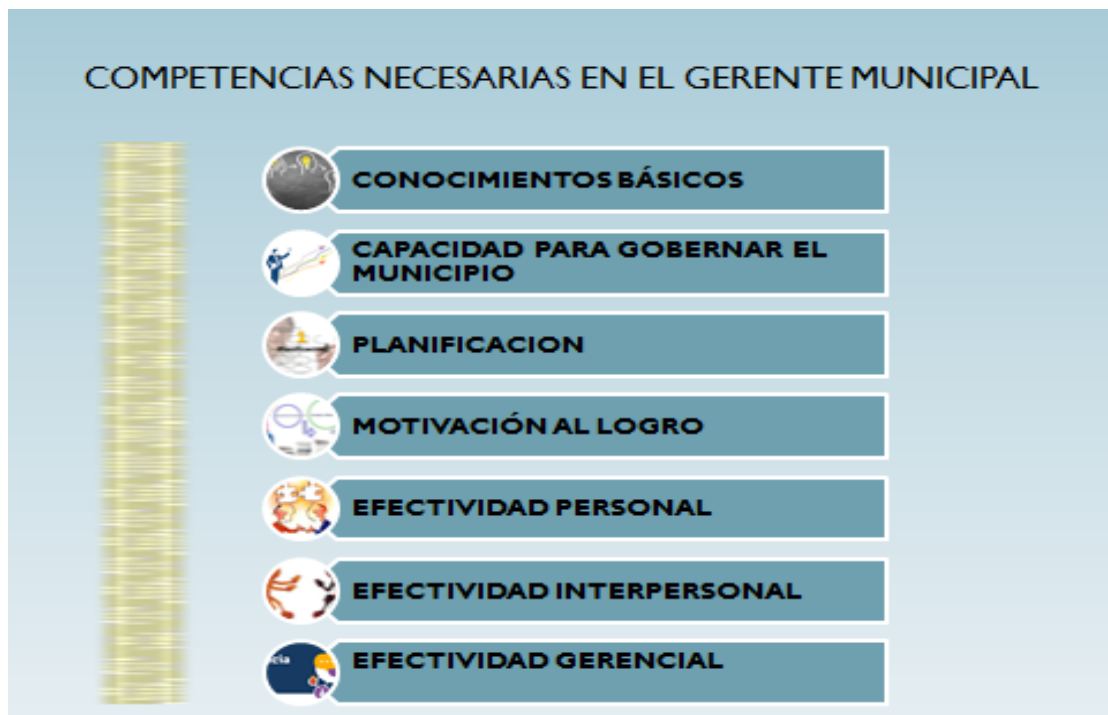 COMPETENCIAS NECESARIAS EN EL GERENTE MUNICIPAL
CONOCIMIENTOS BÁSICOS
CAPACIDAD PARA GOBERNAR EL
MUNICIPIO
PLANIFICACION
MOTIVACIÓN AL LOGRO
EFECTIVIDAD PERSONAL
EFECTIVIDAD INTERPERSONAL
EFECTIVIDAD GERENCIAL